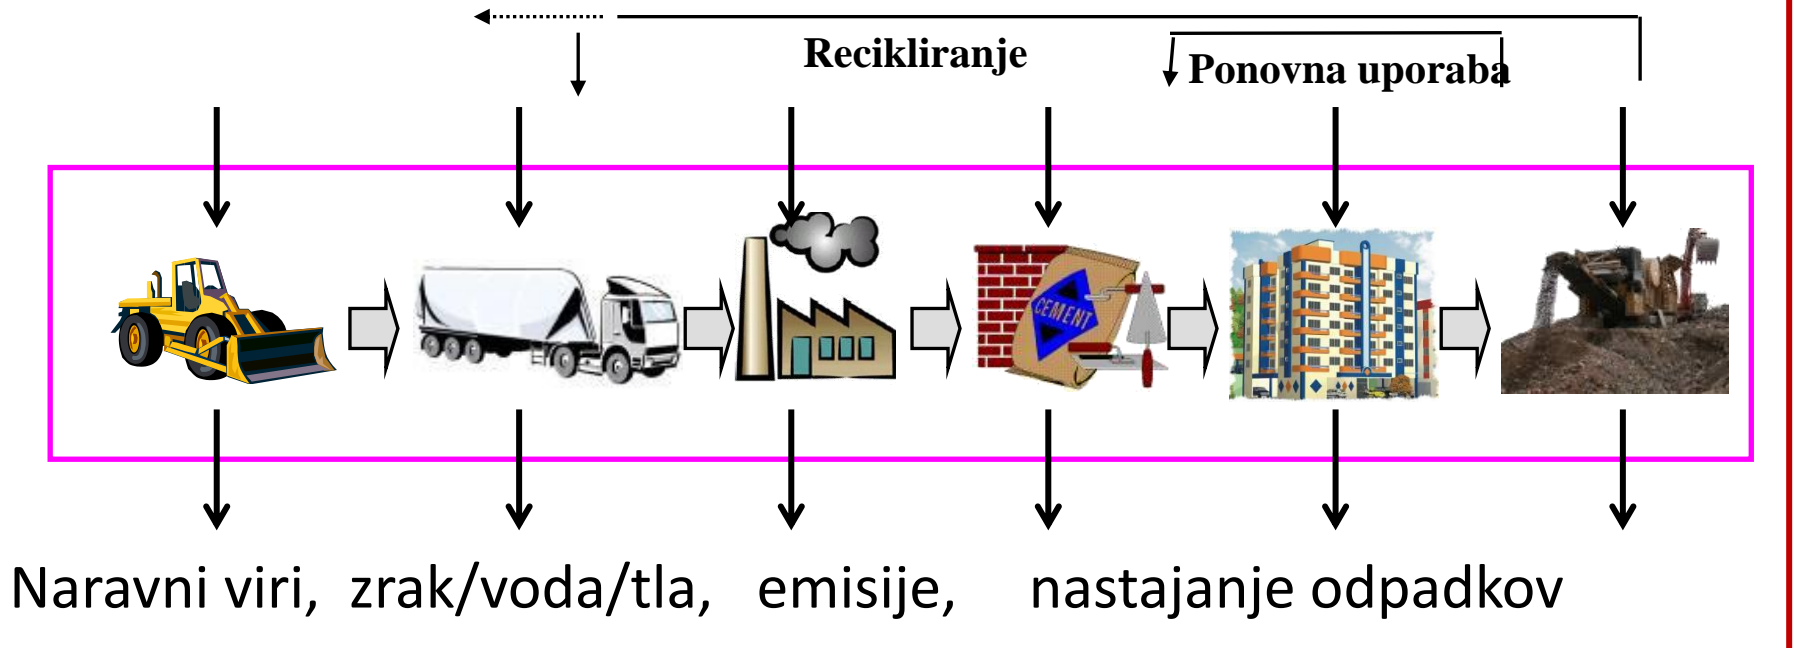 Recikliranje
Ponovna uporaba
CEMENT
Naravni viri, zrak/voda/tla, emisije, nastajanje odpadkov